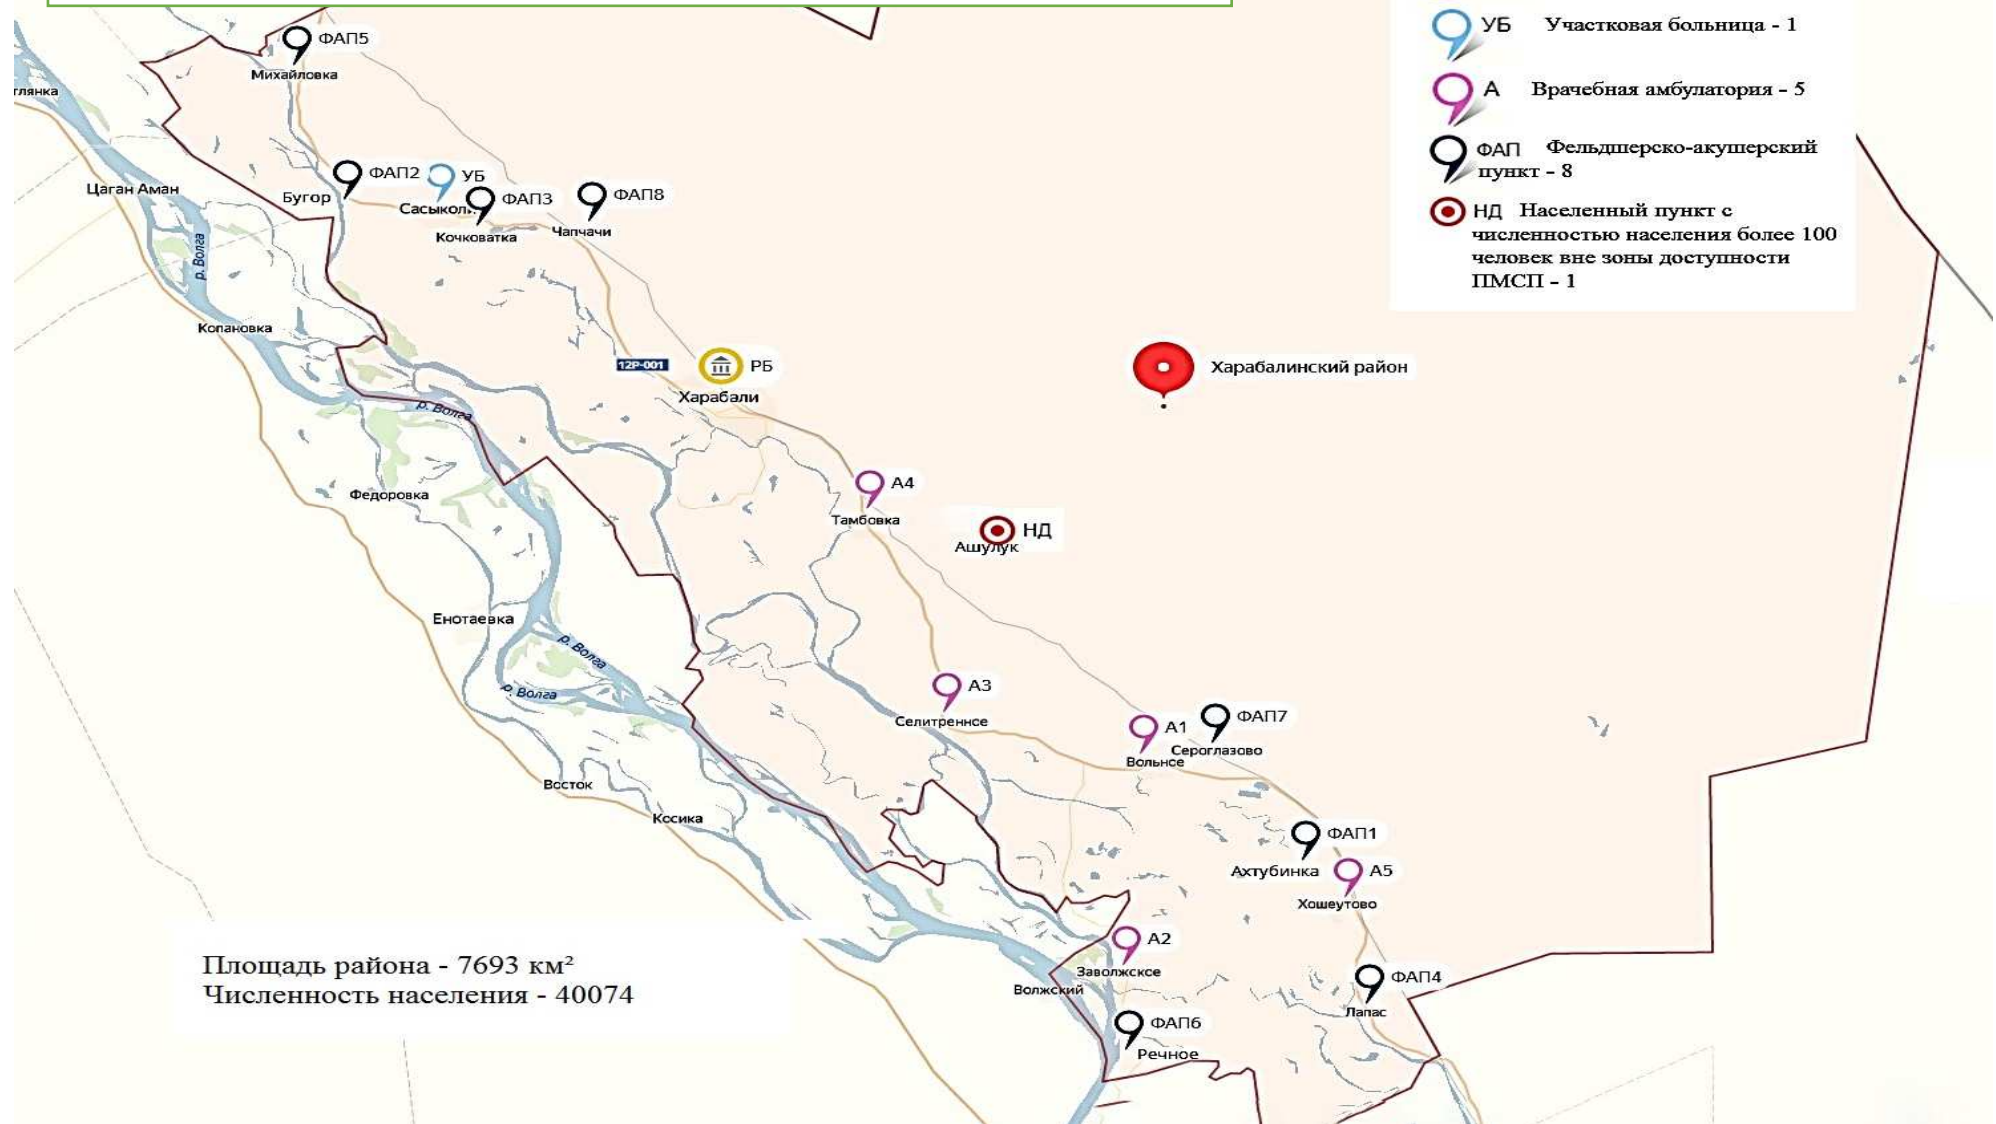 УБ Участковая больница - 1
А Врачебная амбулатория - 5
ФАП Фельдшерско-акушерский
пункт - 8
НД Населенный пункт с
численностью населения более 100
человек вне зоны доступности
ПМСП - 1
ФАП5
Михайловка
тлянка
ФАП2
УБ
Цаган Аман
Бугор
Сасыкол
ФАП3
ФАП8
Кочковатка
Чапчачи
р. Волга
Копановка
12Р-001
РБ
Харабалинский район
Харабали
р. Волга
А4
Федоровка
Тамбовка
НД
Ашулук
Енотаевка
р. Волга
р. Волга
А3
Селитренное
А1
ФАП7
Сероглазово
Вольнсе
Восток
Косика
ФАП1
Ахтубинка
А5
Хошеутово
А2
Заволжское
Волжский
ФАП4
Лапас
ФАП6
Речное
Площадь района - 7693 км²
Численность населения - 40074